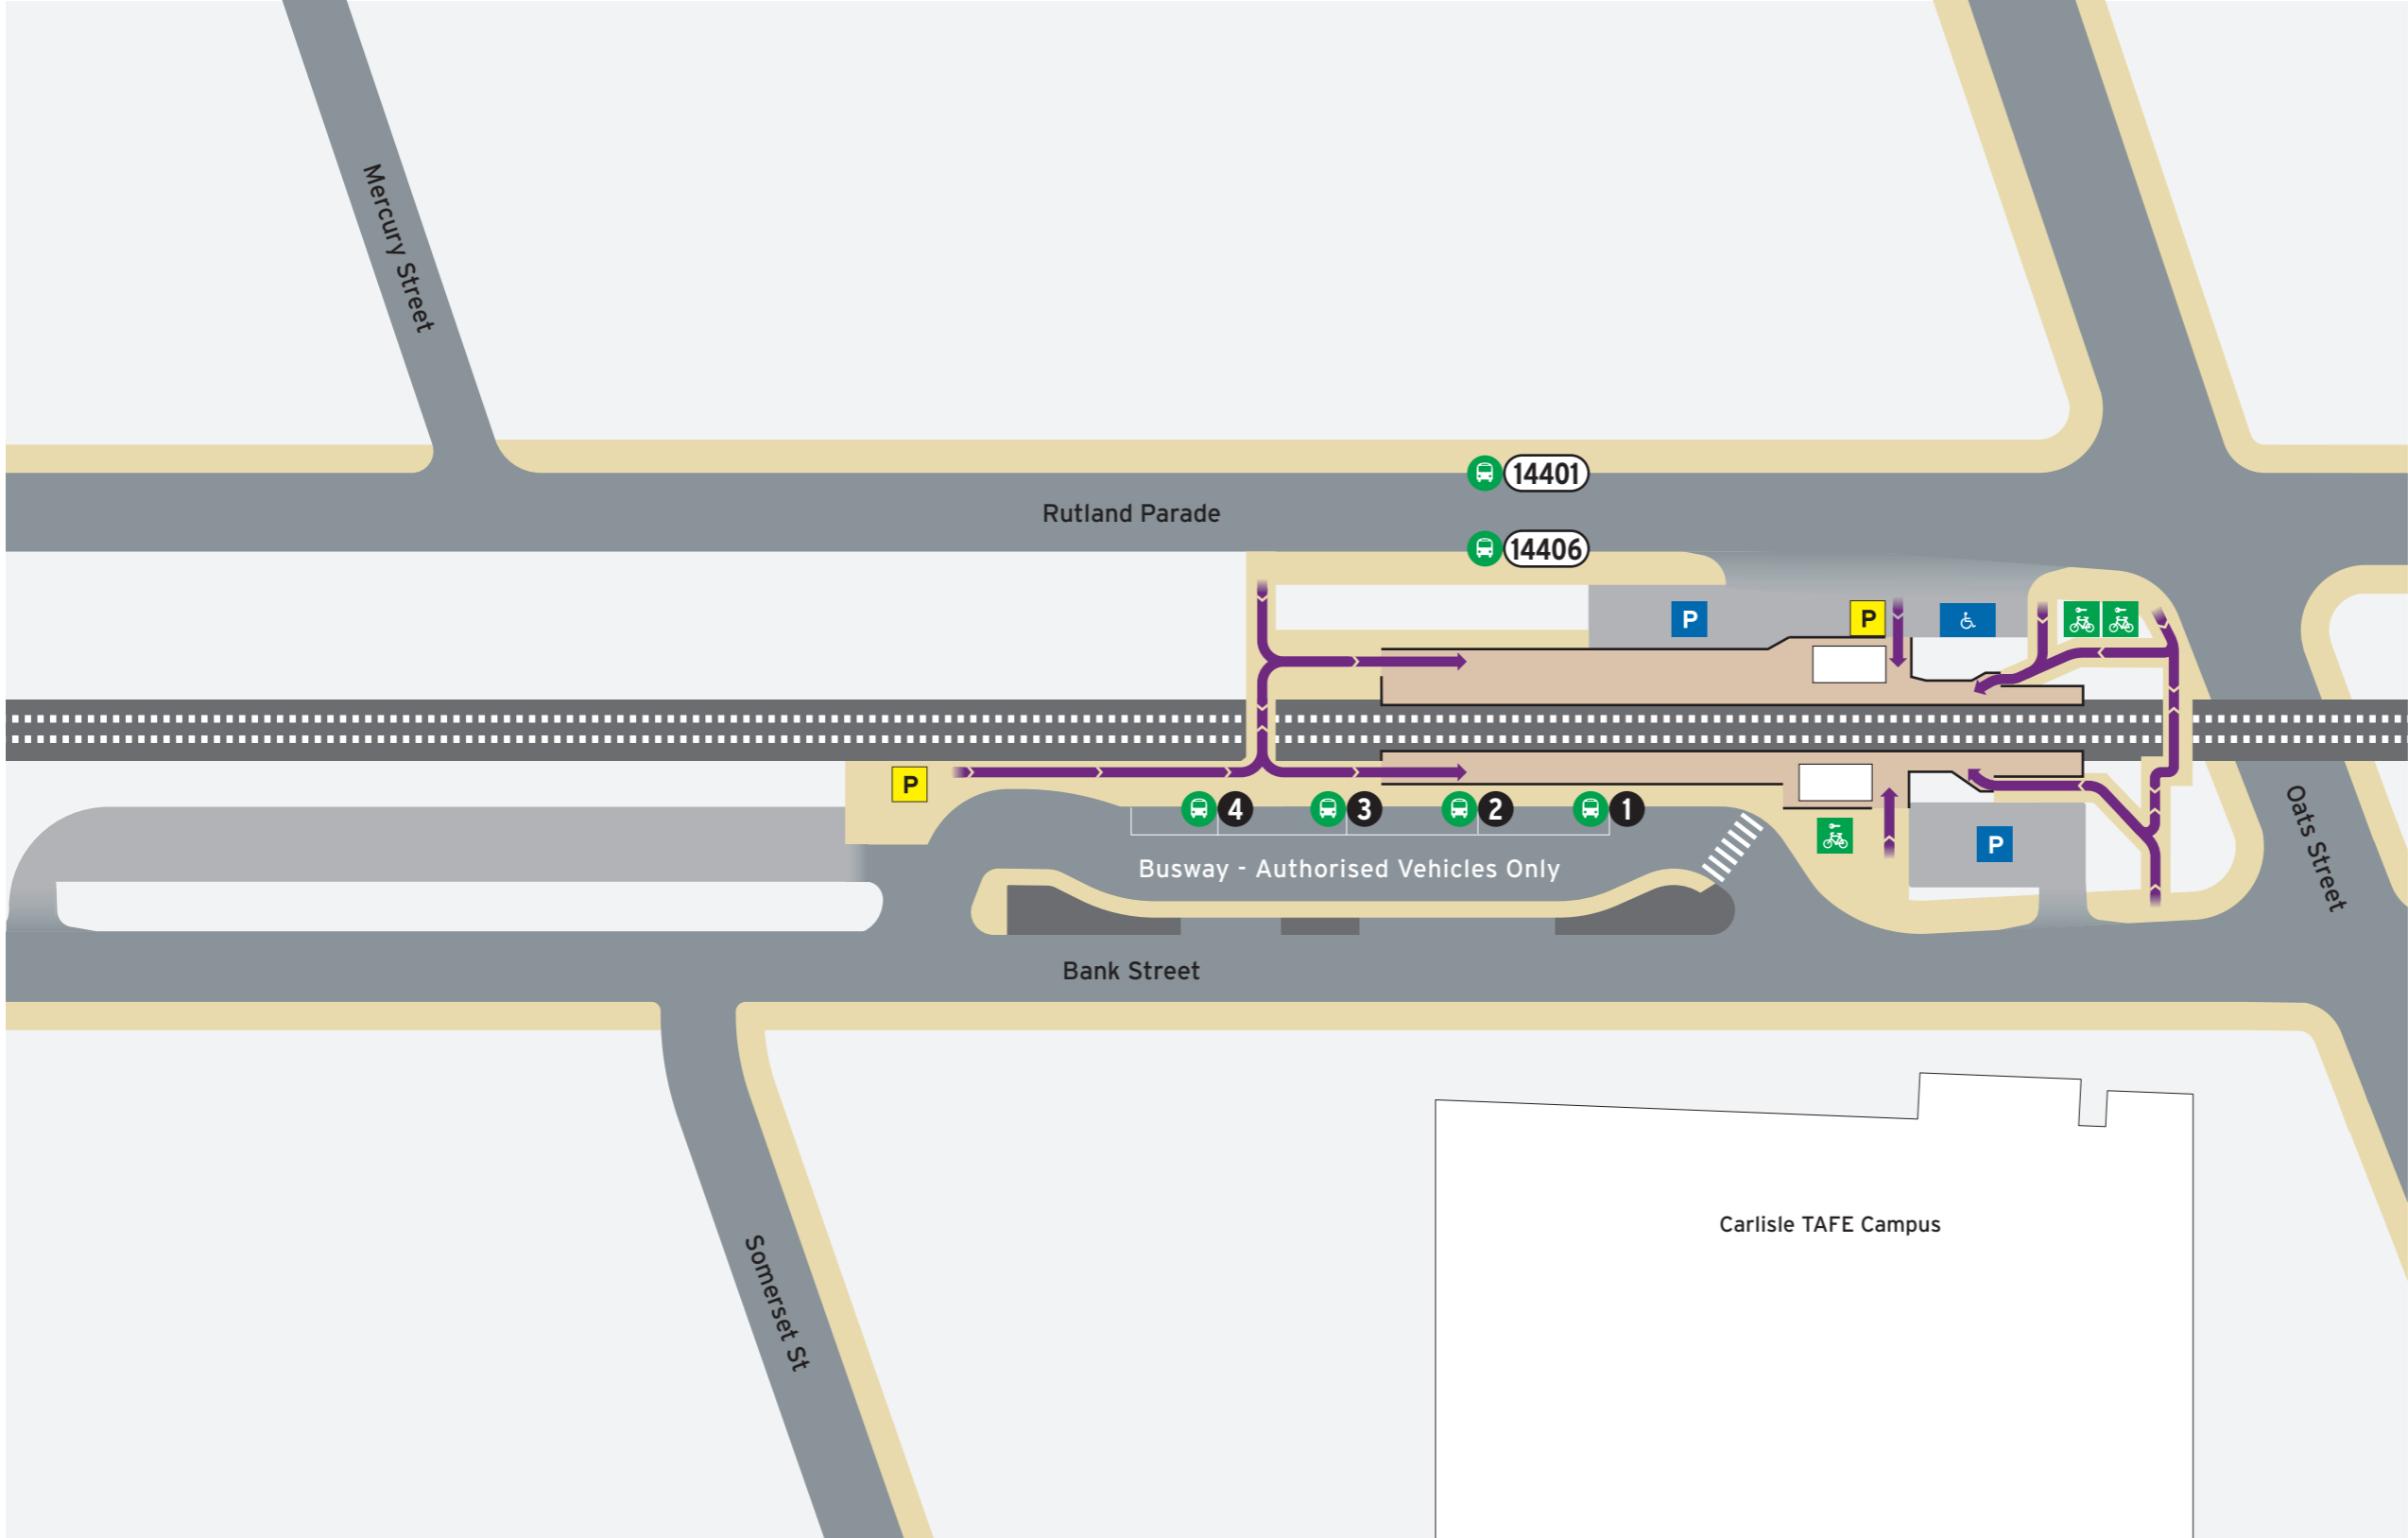 Mercury Street
14401
Rutland Parade
14406
P
P
P
4
3
2
1
P
Oats Street
Busway - Authorised Vehicles Only
Bank Street
Carlisle TAFE Campus
Somerset St